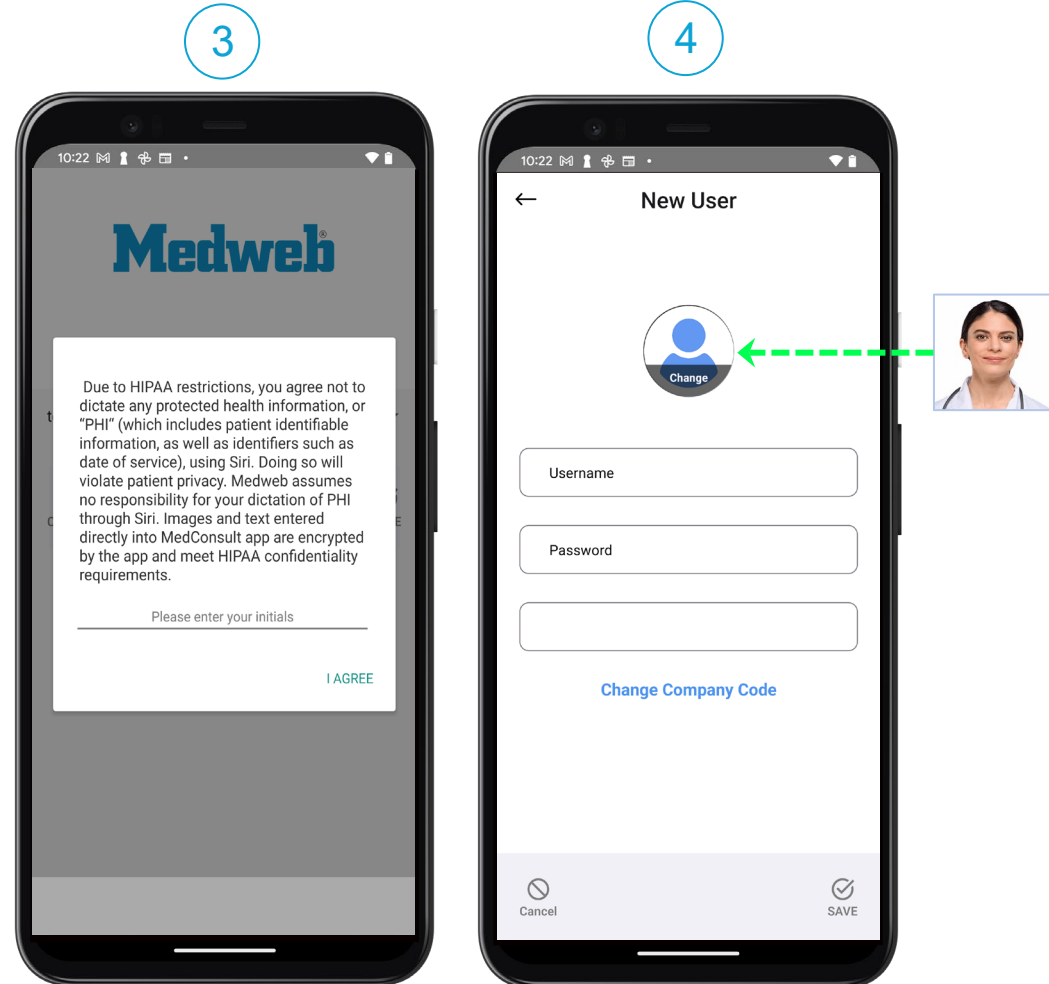 3
4
10:22
Medweb®
Due to HIPAA restrictions, you agree not to
dictate any protected health information, or
“PHI“ (which includes patient identifiable
information, as well as identifiers such as
date of service), using Siri. Doing so will
violate patient privacy. Medweb assumes
no responsibility for your dictation of PHI
through Siri. Images and text entered
directly into MedConsult app are encrypted
by the app and meet HIPAA confidentiality
requirements.
Please enter your initials
I AGREE
10:22
New User
Change
Username
Password
Change Company Code
Cancel
SAVE